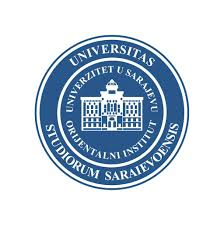 UNIVERSITAS
STUDIORUM SARAIEVOENSIS
UNIVERZITET U SARAJEVU
ORIJENTALNI INSTITUT